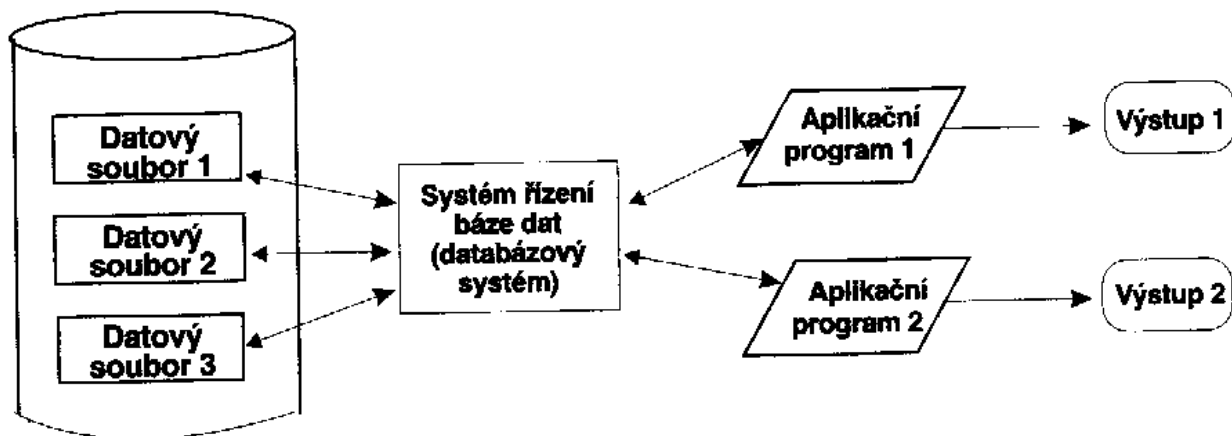 Datový
soubor 1
Datový
soubor 2
Datový
soubor 3
Systém řízení
báze dat
(databázový
systém)
Aplikační
program 1
Výstup 1
Aplikační
program 2
Výstup 2